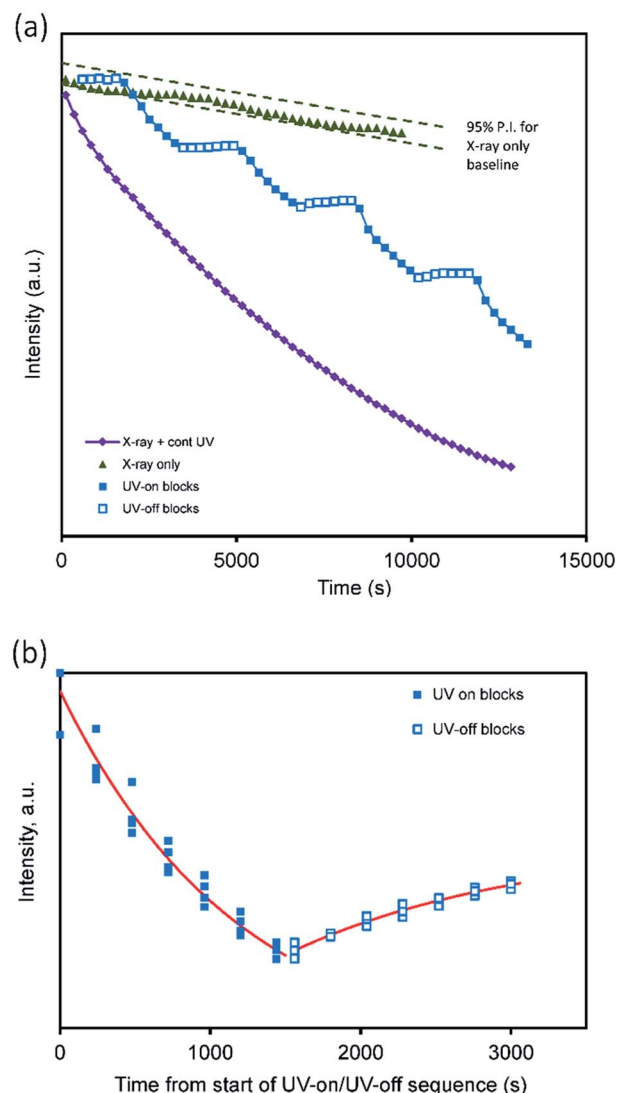 (a)
95% P.I. for
X-ray only
baseline
Intensity (a.u.)
X-ray + cont UV
X-ray only
UV-on blocks
UV-off blocks
0
5000
10000
15000
Time (s)
(b)
UV on blocks
UV-off blocks
Intensity, a.u.
0
1000
2000
3000
Time from start of UV-on/UV-off sequence (s)